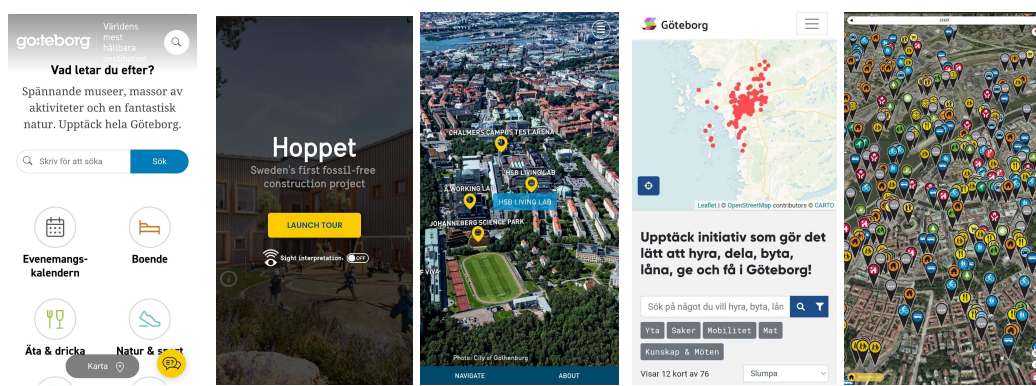 go:teborg
Världens
mest
hållbara
Vad letar du efter?
Spännande museer, massor av
aktiviteter och en fantastisk
natur. Upptäck hela Göteborg.
Skriv för att söka
Sök
Evenemangs-
kalendern
Boende
Äta & dricka
Natur & sport
Karta
Hoppet
Sweden's first fossil-free
construction project
LAUNCH TOUR
Sight interpretation:
OFF
CHALMERS CAMPUS TEST ARENA
HSB LIVING LAB
A WORKING LAB
HSB LIVING LAB
JOHANNEBERG SCIENCE PARK
VIVA
Photo: City of Gothenburg
NAVIGATE
ABOUT
Göteborg
Leaflet | © OpenStreetMap contributors © CARTO
Upptäck initiativ som gör det
lätt att hyra, dela, byta,
låna, ge och få i Göteborg!
Sök på något du vill hyra, byta, lån
Yta
Saker
Mobilitet
Mat
Kunskap & Möten
Visar 12 kort av 76
Slumpa
START